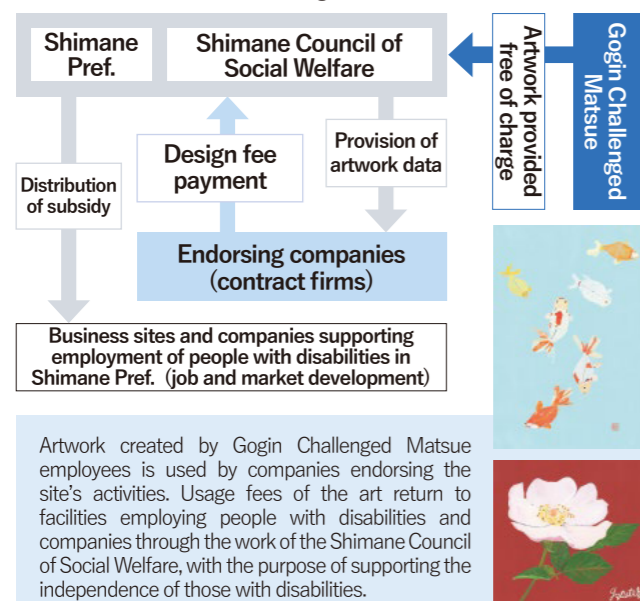 Shimane
Pref.
Shimane Council of
Social Welfare
Artwork provided
free of charge
Gogin Challenged
Matsue
Distribution
of subsidy
Design fee
payment
Provision of
artwork data
Endorsing companies
(contract firms)
Business sites and companies supporting
employment of people with disabilities in
Shimane Pref. (job and market development)
Artwork created by Gogin Challenged Matsue
employees is used by companies endorsing the
site's activities. Usage fees of the art return to
facilities employing people with disabilities and
companies through the work of the Shimane Council
of Social Welfare, with the purpose of supporting the
independence of those with disabilities.